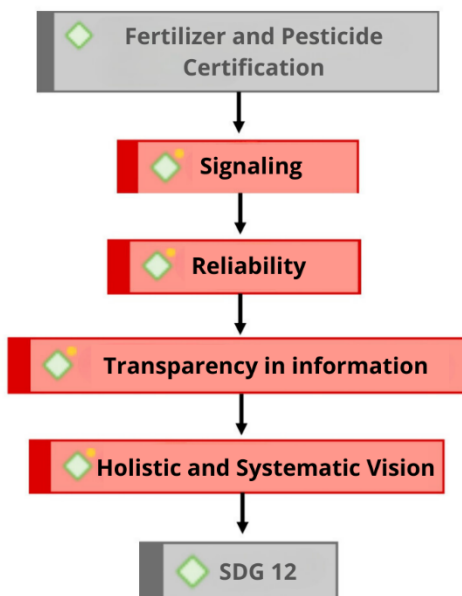 Fertilizer and Pesticide
Certification
Signaling
Reliability
Transparency in information
Holistic and Systematic Vision
SDG 12